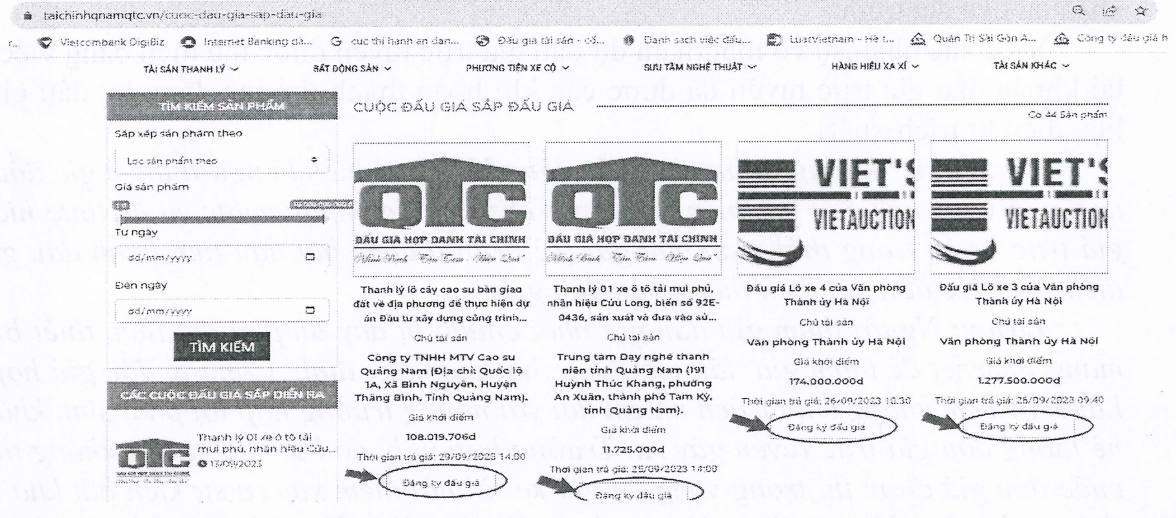 taichinhqnamqtc.vn/cuoc-dau-gia-sap-dau-gia
Vietcombank DigiBiz
Internet Banking dà...
cuc thi hanh an dan...
Đấu giá tài sản - cổ...
Danh sách việc đấu...
LuatVietnam - Hệ t...
Quản Trị Sài Gòn A...
Công ty đấu giá h
TÀI SẢN THANH LÝ
BẤT ĐỘNG SẢN
PHƯƠNG TIỆN XE CỘ
SƯU TẦM NGHỆ THUẬT
HÀNG HIỆU XA XỈ
TÀI SẢN KHÁC
TÌM KIẾM SẢN PHẨM
Sắp xếp sản phẩm theo
Lọc sản phẩm theo
Giá sản phẩm
Từ ngày
dd/mm/yyyy
Đến ngày
dd/mm/yyyy
TÌM KIẾM
CÁC CUỘC ĐẤU GIÁ SẮP DIỄN RA
Thanh lý 01 xe ô tô tải
mui phủ, nhãn hiệu Cửu...
13/09/2023
CUỘC ĐẤU GIÁ SẮP ĐẤU GIÁ
Có 44 Sản phẩm
QTC
ĐẤU GIÁ HỢP DANH TÀI CHÍNH
Thanh lý lô cây cao su bàn giao
đất về địa phương để thực hiện dự
án Đầu tư xây dựng công trình...
Chủ tài sản
Công ty TNHH MTV Cao su
Quảng Nam (Địa chỉ: Quốc lộ
1A, Xã Bình Nguyên, Huyện
Thăng Bình, Tỉnh Quảng Nam).
Giá khởi điểm
108.019.706đ
Thời gian trả giá: 29/09/2023 14:00
Đăng ký đấu giá
QTC
ĐẤU GIÁ HỢP DANH TÀI CHÍNH
Thanh lý 01 xe ô tô tải mui phủ,
nhãn hiệu Cửu Long, biển số 92E-
0436, sản xuất và đưa vào sử...
Chủ tài sản
Trung tâm Dạy nghề thanh
niên tỉnh Quảng Nam (191
Huỳnh Thúc Kháng, phường
An Xuân, thành phố Tam Kỳ,
tỉnh Quảng Nam).
Giá khởi điểm
11.725.000đ
Thời gian trả giá: 28/09/2023 14:00
Đăng ký đấu giá
VIET'S
VIETAUCTION
Đấu giá Lô xe 4 của Văn phòng
Thành ủy Hà Nội
Chủ tài sản
Văn phòng Thành ủy Hà Nội
Giá khởi điểm
174.000.000đ
Thời gian trả giá: 26/09/2023 10:30
Đăng ký đấu giá
VIET'S
VIETAUCTION
Đấu giá Lô xe 3 của Văn phòng
Thành ủy Hà Nội
Chủ tài sản
Văn phòng Thành ủy Hà Nội
Giá khởi điểm
1.277.500.000đ
Thời gian trả giá: 26/09/2023 09:40
Đăng ký đấu giá